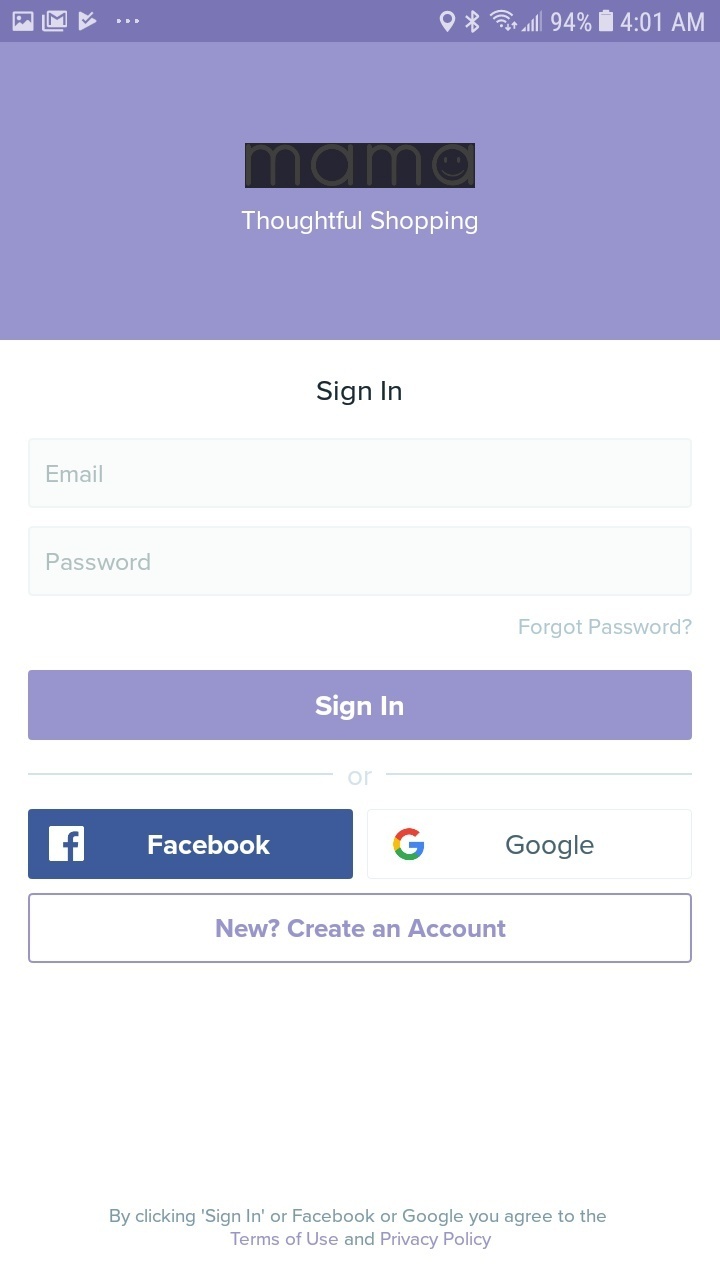 94% 4:01 AM
mama
Thoughtful Shopping
Sign In
Email
Password
Forgot Password?
Sign In
or
Facebook
Google
New? Create an Account
By clicking 'Sign In' or Facebook or Google you agree to the
Terms of Use and Privacy Policy